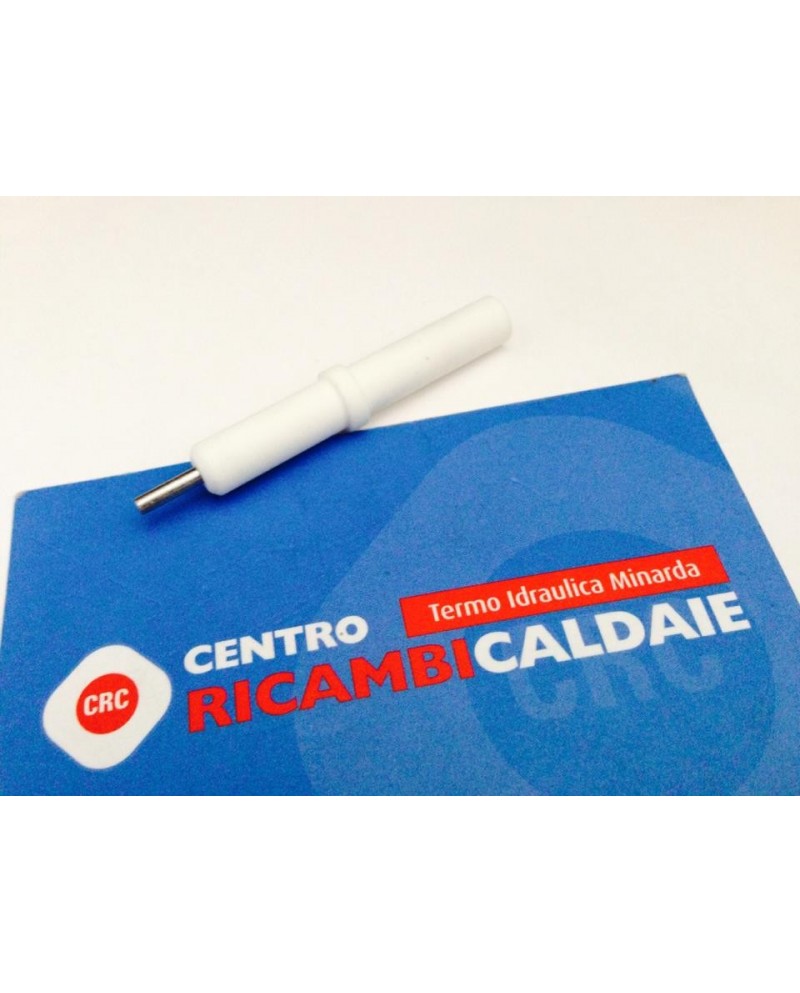 Termo Idraulica Minarda
CENTRO
RICAMBICALDAIE
CRC
CRC